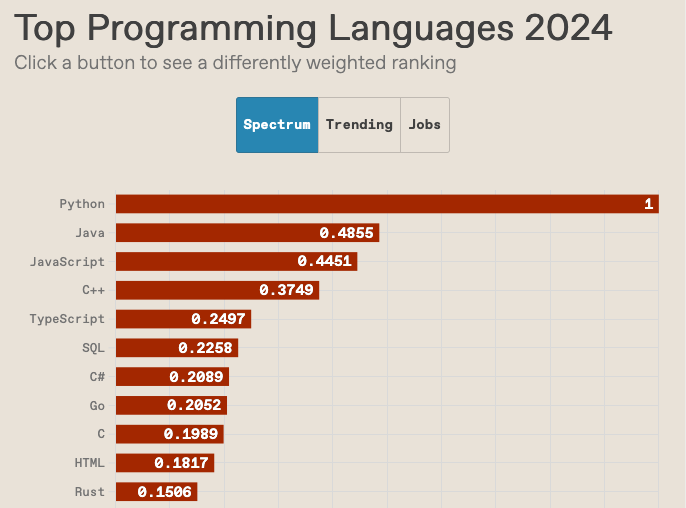 Top Programming Languages 2024
Click a button to see a differently weighted ranking
Spectrum Trending Jobs
Python 1
Java 0.4855
JavaScript 0.4451
C++ 0.3749
TypeScript 0.2497
SQL 0.2258
C# 0.2089
Go 0.2052
C 0.1989
HTML 0.1817
Rust 0.1506